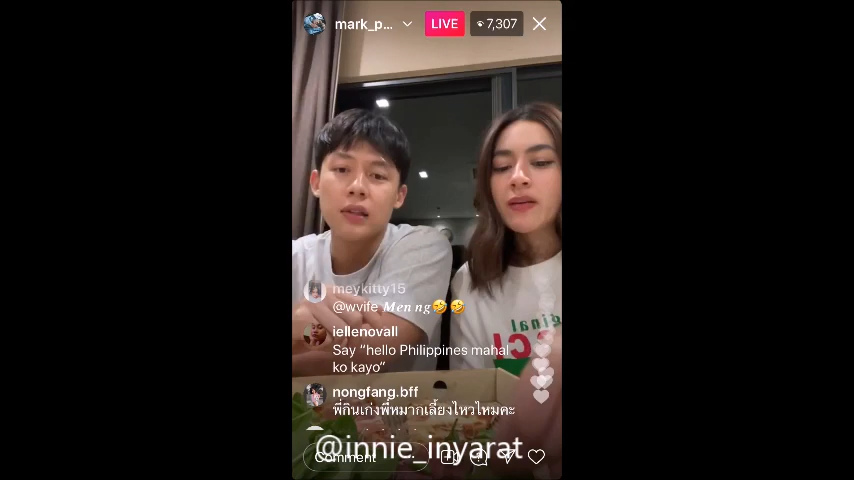 mark_p...
LIVE
7,307
meykitty15
@wvife Men ng🤣🤣
iellenovall
Say “hello Philippines mahal
ko kayo”
nongfang.bff
พี่กินเก่งพี่หมากเลี้ยงไหวไหมคะ
@innie_inyarat
Comment